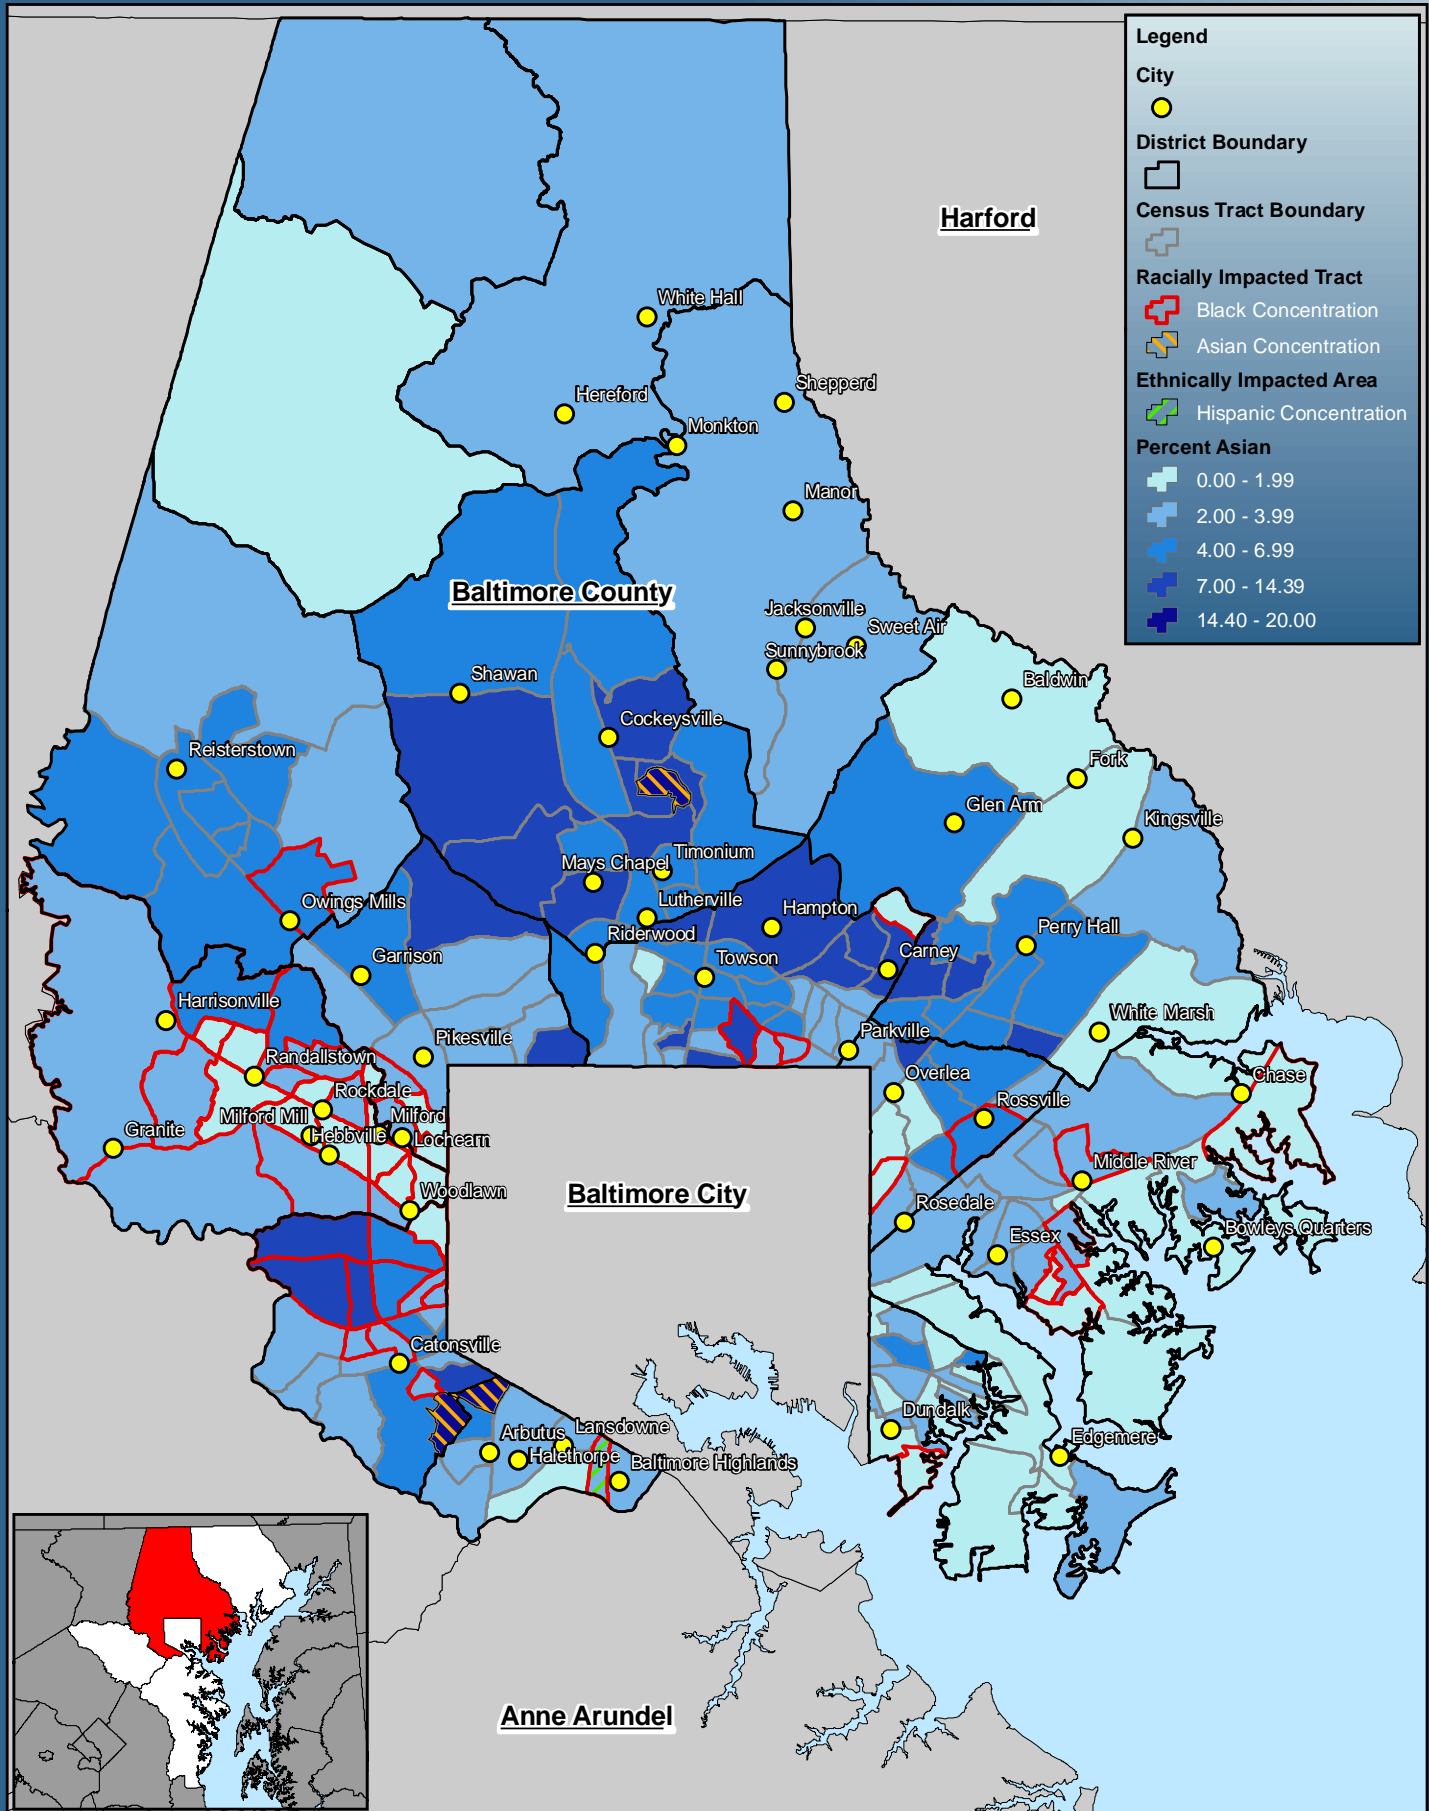 Legend
City
District Boundary
Census Tract Boundary
Racially Impacted Tract
Black Concentration
Asian Concentration
Ethnically Impacted Area
Hispanic Concentration
Percent Asian
0.00 - 1.99
2.00 - 3.99
4.00 - 6.99
7.00 - 14.39
14.40 - 20.00
Harford
White Hall
Shepperd
Hereford
Monkton
Manor
Baltimore County
Jacksonville
Sweet Air
Sunnybrook
Shawan
Baldwin
Cockeysville
Reisterstown
Fork
Glen Arm
Kingsville
Timonium
Mays Chapel
Owings Mills
Lutherville
Hampton
Perry Hall
Riderwood
Carney
Garrison
Towson
Harrisonville
White Marsh
Parkville
Pikesville
Randallstown
Overlea
Chase
Rockdale
Rossville
Milford Mill
Milford
Granite
Hebbville
Lochearn
Middle River
Woodlawn
Baltimore City
Rosedale
Bowleys Quarters
Essex
Catonsville
Dundalk
Lansdowne
Arbutus
Edgemere
Halethorpe
Baltimore Highlands
Anne Arundel